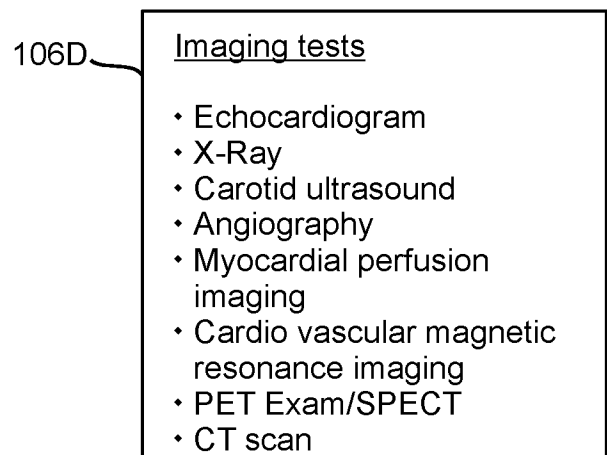 106D
Imaging tests
• Echocardiogram
• X-Ray
• Carotid ultrasound
• Angiography
• Myocardial perfusion
imaging
• Cardio vascular magnetic
resonance imaging
• PET Exam/SPECT
• CT scan